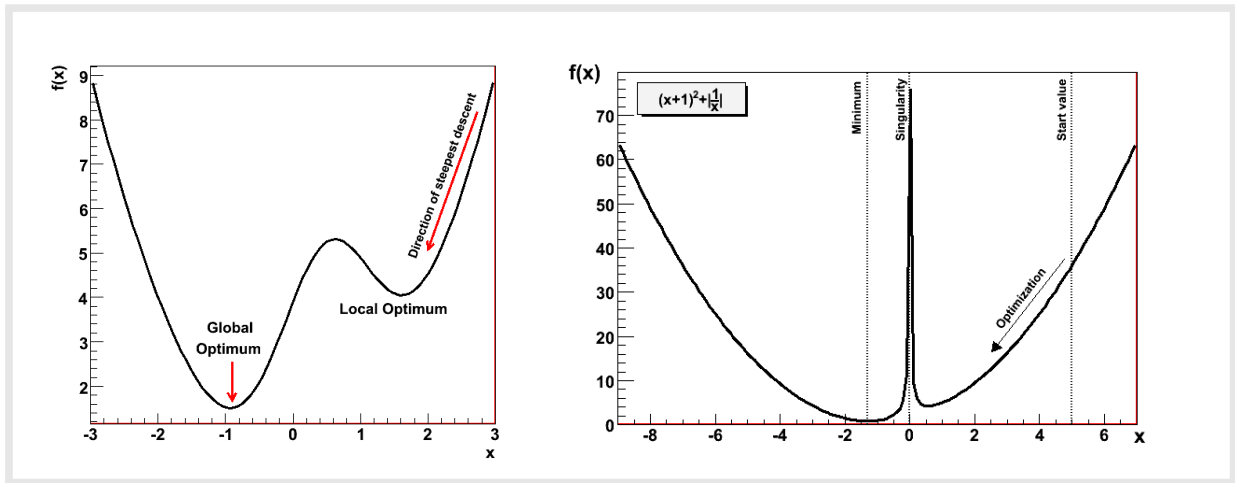 f(x)
9
8
7
6
5
4
3
2
-3 -2 -1 0 1 2 3
x
Direction of steepest descent
Local Optimum
Global
Optimum
f(x)
(x+1)²+|1/x|
Minimum
Singularity
Start value
Optimization
70
60
50
40
30
20
10
0
-8 -6 -4 -2 0 2 4 6 x